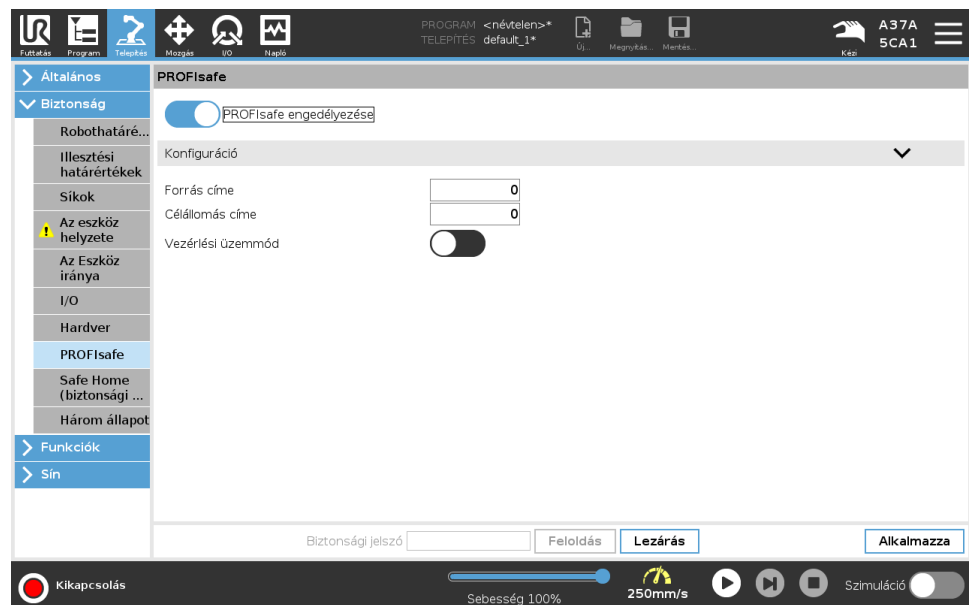 UR
Futtatás
Program
Telepítés
Mozgás
I/O
Napló
PROGRAM <névtelen>*
TELEPÍTÉS default_1*
Új...
Megnyitás...
Mentés...
Kézi
A37A
5CA1
Általános
Biztonság
Robothatáré...
Illesztési
határértékek
Síkok
Az eszköz
helyzete
Az Eszköz
iránya
I/O
Hardver
PROFIsafe
Safe Home
(biztonsági ...
Három állapot
Funkciók
Sín
PROFIsafe
PROFIsafe engedélyezése
Konfiguráció
Forrás címe 0
Célállomás címe 0
Vezérlési üzemmód
Biztonsági jelszó
Feloldás
Lezárás
Alkalmazza
Kikapcsolás
Sebesség 100%
250mm/s
Szimuláció